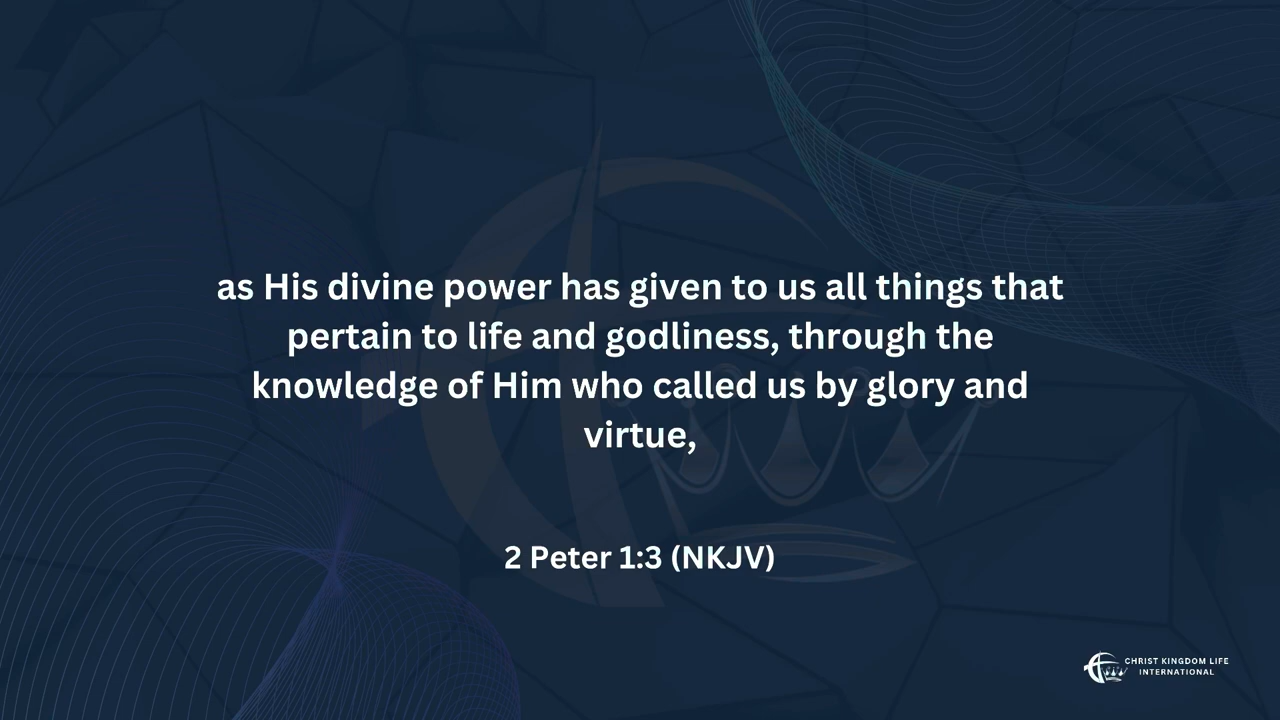 as His divine power has given to us all things that
pertain to life and godliness, through the
knowledge of Him who called us by glory and
virtue,
2 Peter 1:3 (NKJV)
CHRIST KINGDOM LIFE
INTERNATIONAL